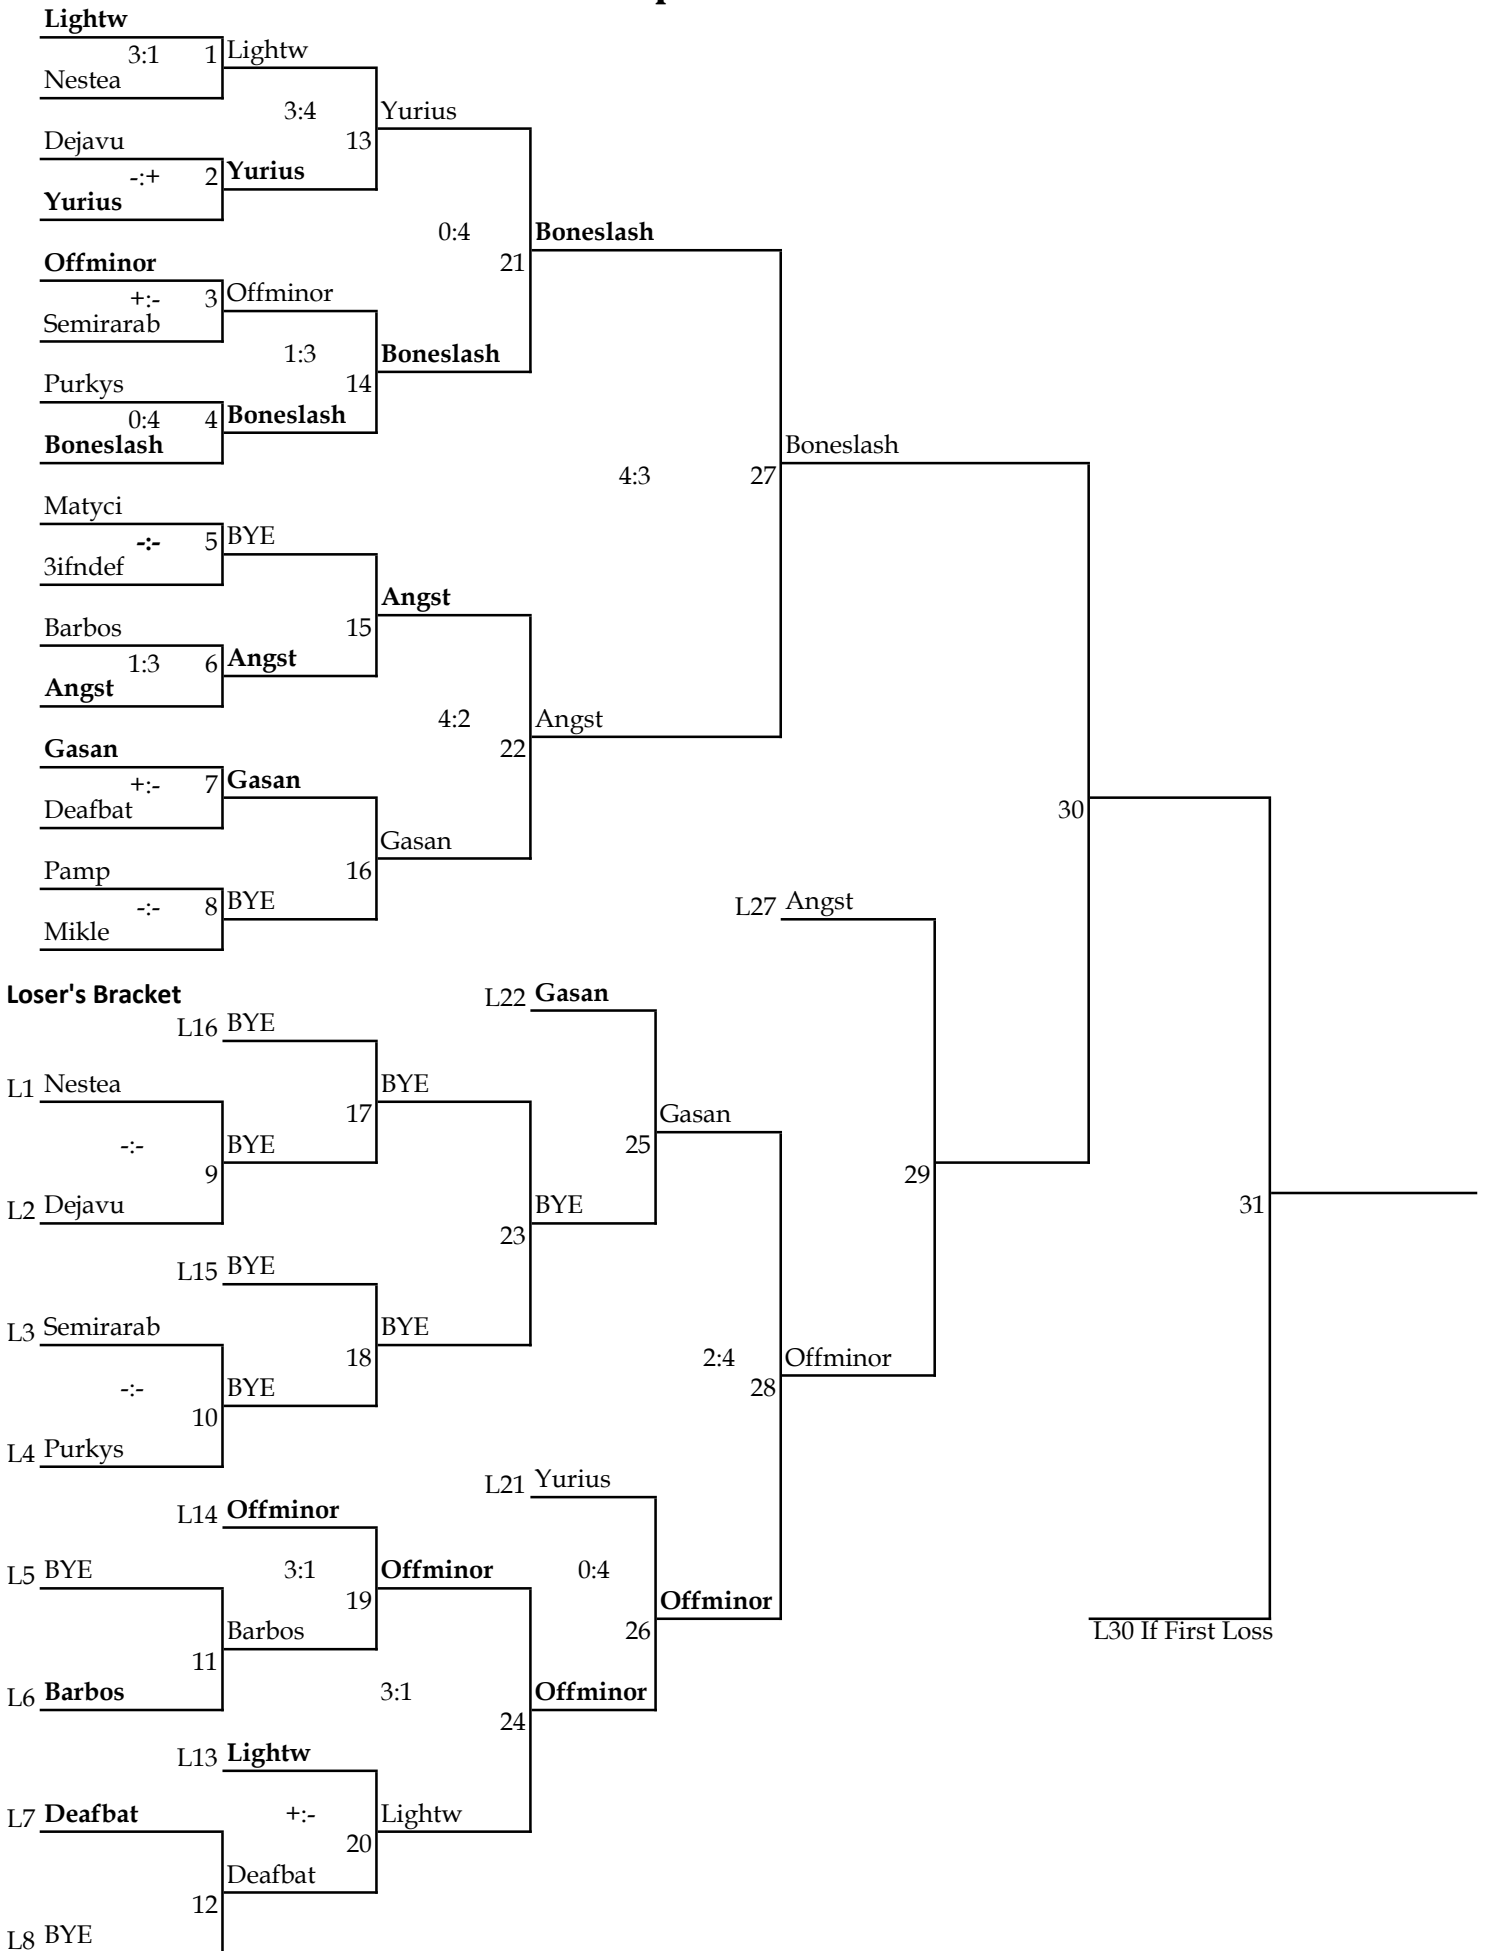 Lightw
3:1 1 Lightw
Nestea
3:4 Yurius
13
Dejavu
-:+ 2 Yurius
Yurius
0:4 Boneslash
21
Offminor
+:- 3 Offminor
Semirarab
1:3 Boneslash
14
Purkys
0:4 4 Boneslash
Boneslash
4:3 27 Boneslash
Matyci
-:- 5 BYE
3ifndef
Angst
15
Barbos
1:3 6 Angst
Angst
4:2 Angst
22
Gasan
+:- 7 Gasan
Deafbat
30
Gasan
16
Pamp
-:- 8 BYE
Mikle
L27 Angst
Loser's Bracket
L22 Gasan
L16 BYE
L1 Nestea
BYE
17
Gasan
25
-:- BYE
9
29
L2 Dejavu
BYE
23
31
L15 BYE
L3 Semirarab
BYE
18
2:4 Offminor
28
-:- BYE
10
L4 Purkys
L21 Yurius
L14 Offminor
L5 BYE
3:1 Offminor
19
0:4 Offminor
26
Barbos
11
L30 If First Loss
L6 Barbos
3:1 Offminor
24
L13 Lightw
L7 Deafbat
+:- Lightw
20
Deafbat
12
L8 BYE